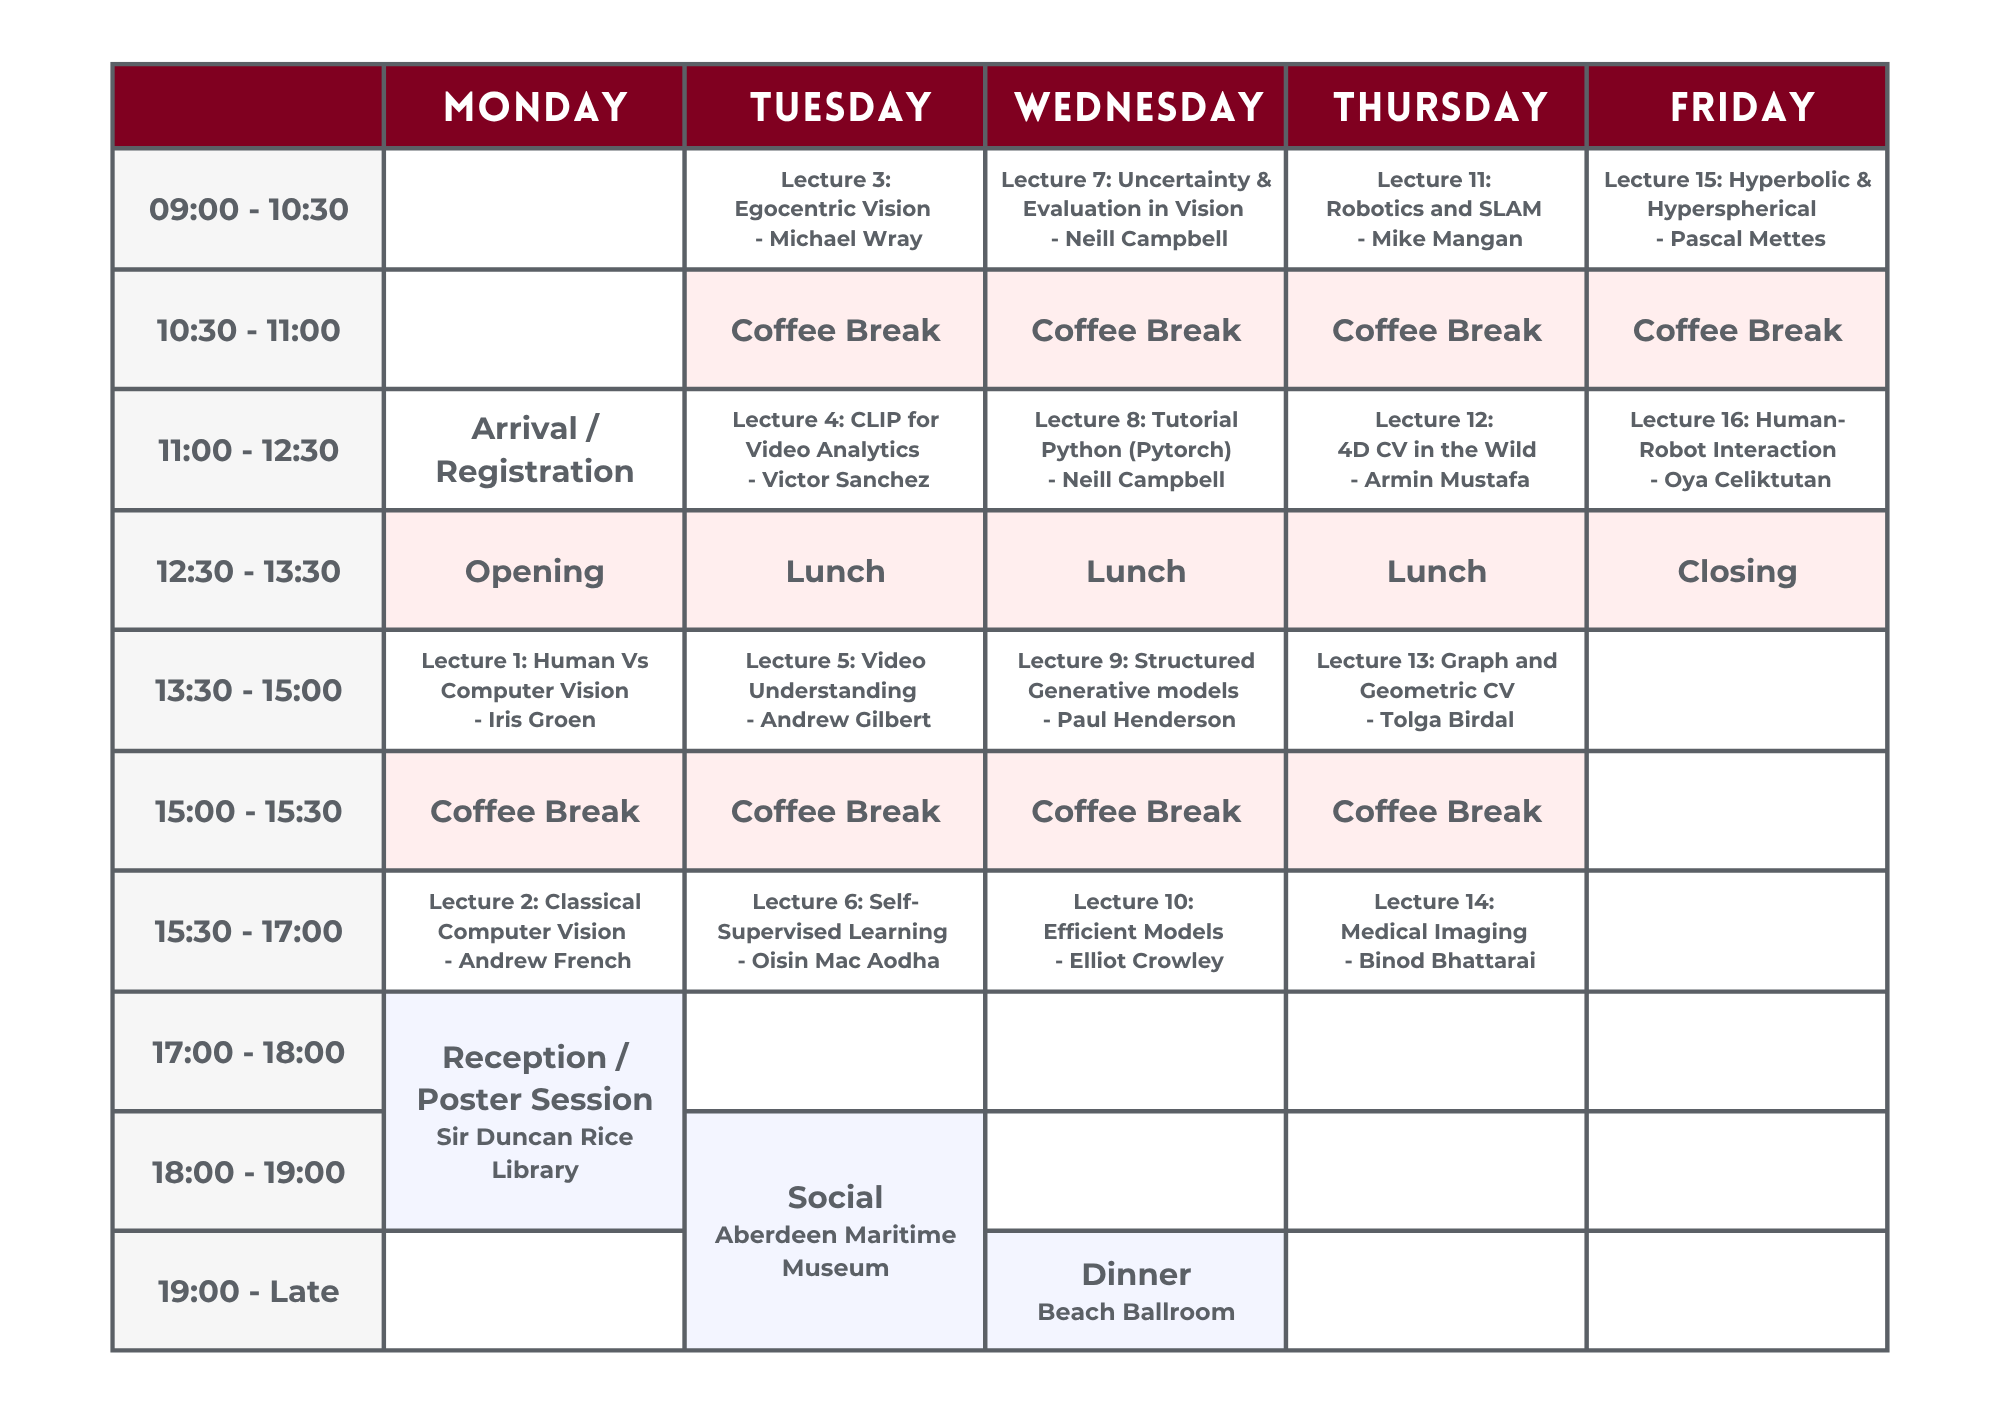 MONDAY
TUESDAY
WEDNESDAY
THURSDAY
FRIDAY
09:00 - 10:30
Lecture 3:
Egocentric Vision
- Michael Wray
Lecture 7: Uncertainty &
Evaluation in Vision
- Neill Campbell
Lecture 11:
Robotics and SLAM
- Mike Mangan
Lecture 15: Hyperbolic &
Hyperspherical
- Pascal Mettes
10:30 - 11:00
Coffee Break
Coffee Break
Coffee Break
Coffee Break
11:00 - 12:30
Arrival /
Registration
Lecture 4: CLIP for
Video Analytics
- Victor Sanchez
Lecture 8: Tutorial
Python (Pytorch)
- Neill Campbell
Lecture 12:
4D CV in the Wild
- Armin Mustafa
Lecture 16: Human-
Robot Interaction
- Oya Celiktutan
12:30 - 13:30
Opening
Lunch
Lunch
Lunch
Closing
13:30 - 15:00
Lecture 1: Human Vs
Computer Vision
- Iris Groen
Lecture 5: Video
Understanding
- Andrew Gilbert
Lecture 9: Structured
Generative models
- Paul Henderson
Lecture 13: Graph and
Geometric CV
- Tolga Birdal
15:00 - 15:30
Coffee Break
Coffee Break
Coffee Break
Coffee Break
15:30 - 17:00
Lecture 2: Classical
Computer Vision
- Andrew French
Lecture 6: Self-
Supervised Learning
- Oisin Mac Aodha
Lecture 10:
Efficient Models
- Elliot Crowley
Lecture 14:
Medical Imaging
- Binod Bhattarai
17:00 - 18:00
Reception /
Poster Session
Sir Duncan Rice
Library
18:00 - 19:00
Social
Aberdeen Maritime
Museum
19:00 - Late
Dinner
Beach Ballroom